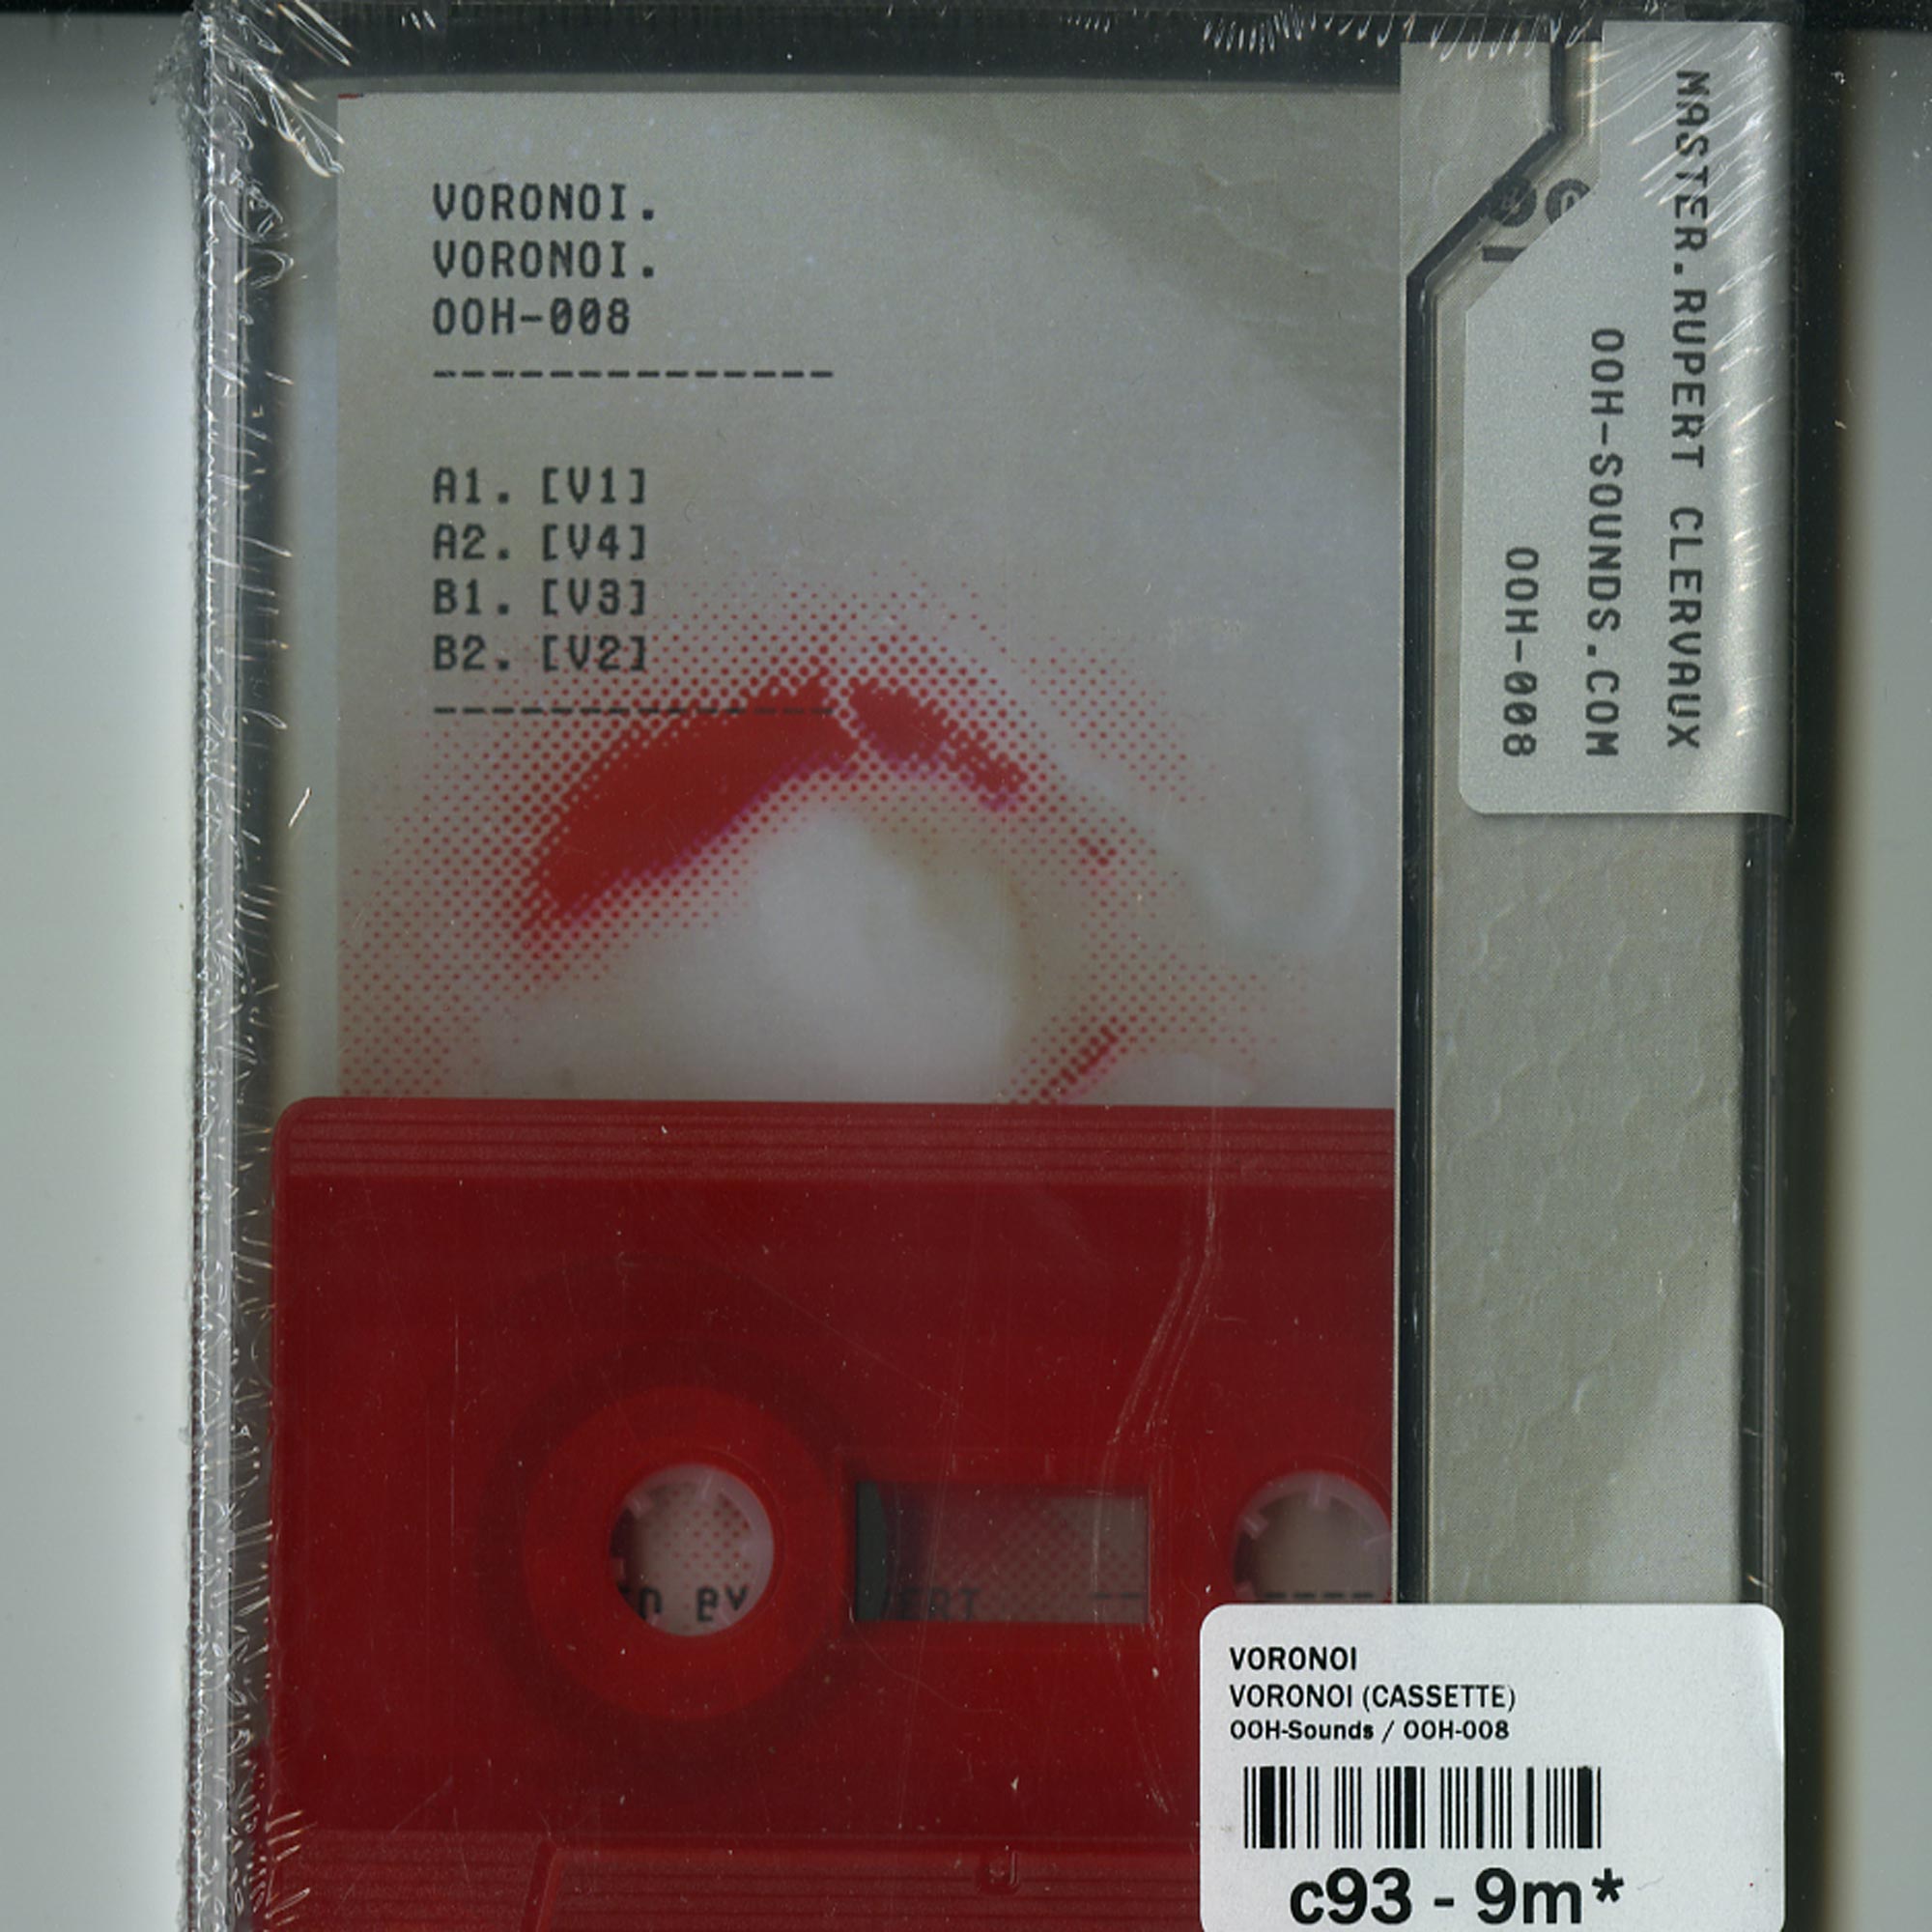 VORONOI.
VORONOI.
OOH-008
--------------
A1. [V1]
A2. [V4]
B1. [V3]
B2. [V2]
--------------
MASTER.RUPERT CLERVAUX
OOH-SOUNDS.COM
OOH-008
BY
VORONOI
VORONOI (CASSETTE)
OOH-Sounds / OOH-008
c93 - 9m*